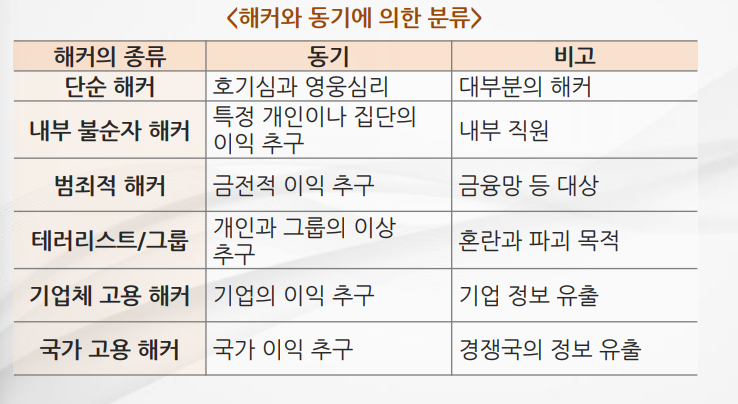 <해커와 동기에 의한 분류>
해커의 종류 동기 비고
단순 해커 호기심과 영웅심리 대부분의 해커
내부 불순자 해커 특정 개인이나 집단의
이익 추구 내부 직원
범죄적 해커 금전적 이익 추구 금융망 등 대상
테러리스트/그룹 개인과 그룹의 이상
추구 혼란과 파괴 목적
기업체 고용 해커 기업의 이익 추구 기업 정보 유출
국가 고용 해커 국가 이익 추구 경쟁국의 정보 유출